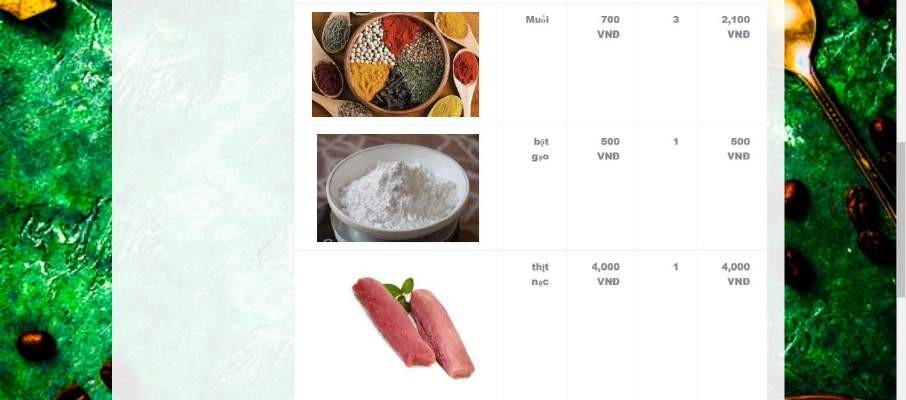 Muối 700 3 2,100
VNĐ VNĐ
bột 500 1 500
gạo VNĐ VNĐ
thịt 4,000 1 4,000
nạc VNĐ VNĐ